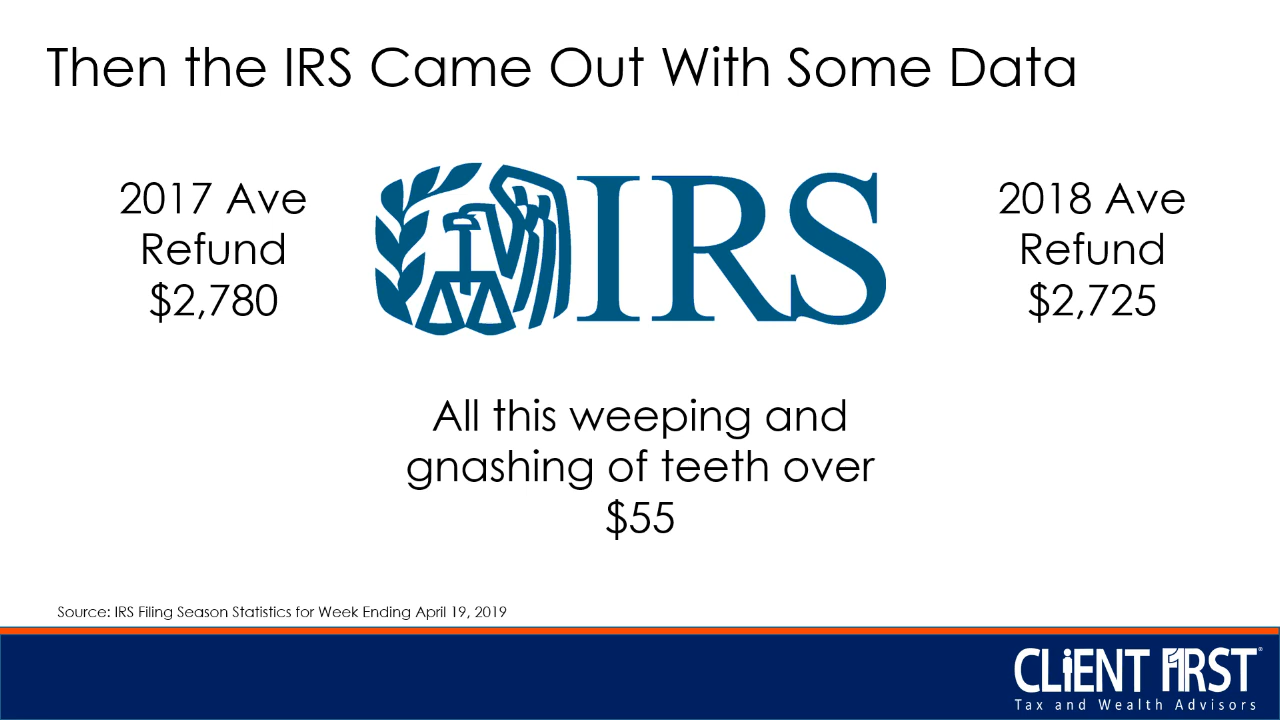 Then the IRS Came Out With Some Data
2017 Ave
Refund
$2,780
IRS
2018 Ave
Refund
$2,725
All this weeping and
gnashing of teeth over
$55
Source: IRS Filing Season Statistics for Week Ending April 19, 2019
CLiENT F1RST®
Tax and Wealth Advisors